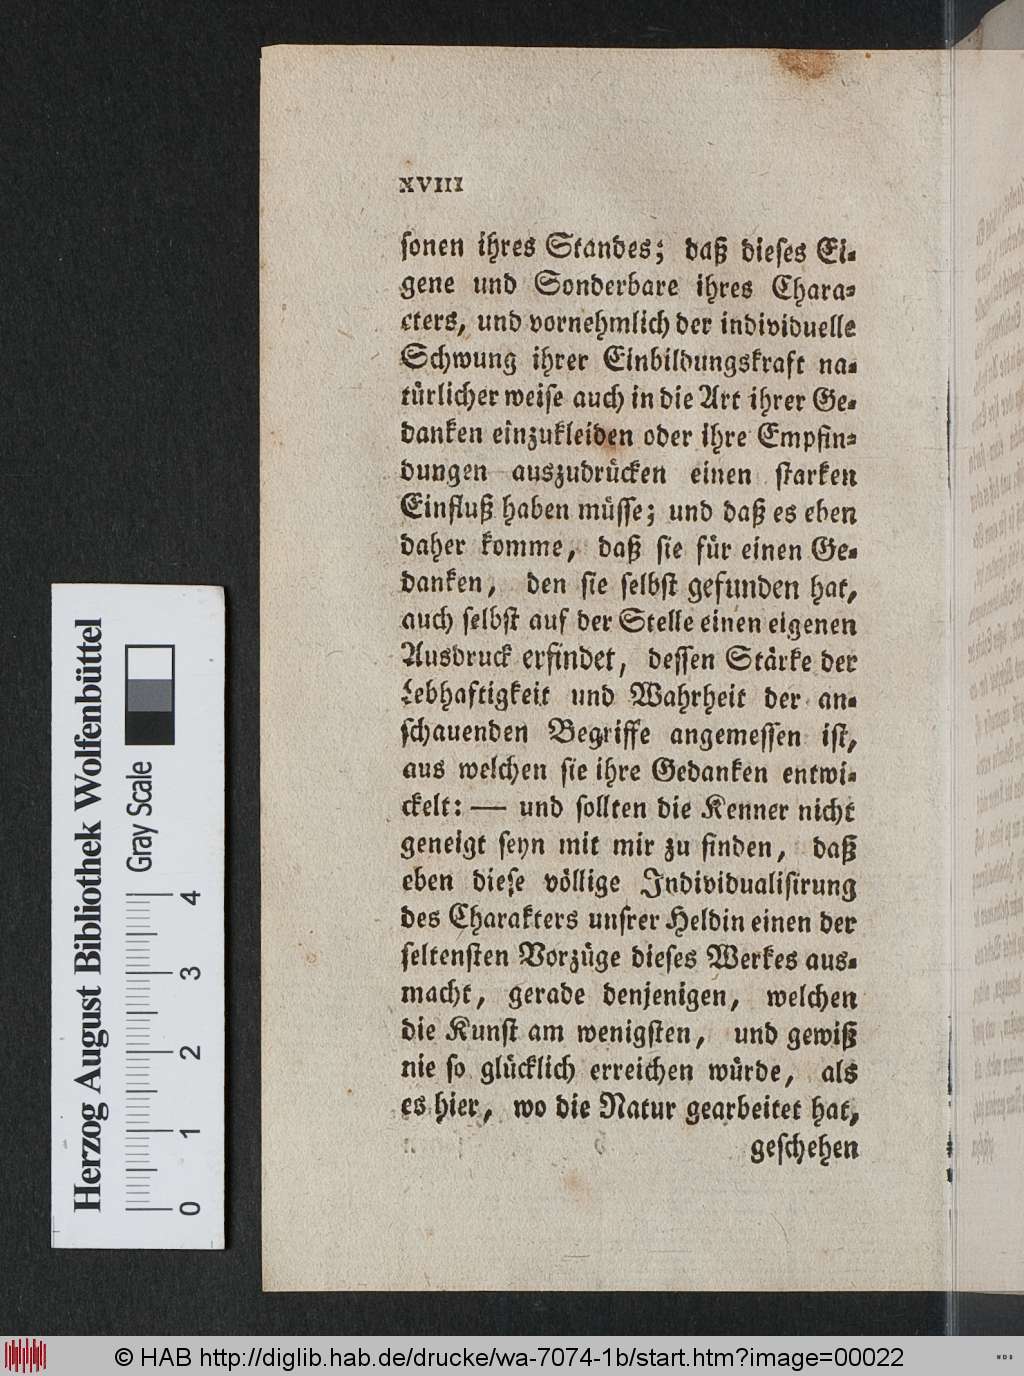 XVIII
sonen ihres Standes; daß dieses Ei-
gene und Sonderbare ihres Chara-
cters, und vornehmlich der individuelle
Schwung ihrer Einbildungskraft na-
türlicher weise auch in die Art ihrer Ge-
danken einzukleiden oder ihre Empfin-
dungen auszudrücken einen starken
Einfluß haben müsse; und daß es eben
daher komme, daß sie für einen Ge-
danken, den sie selbst gefunden hat,
auch selbst auf der Stelle einen eigenen
Ausdruck erfindet, dessen Stärke der
Lebhaftigkeit und Wahrheit der an-
schauenden Begriffe angemessen ist,
aus welchen sie ihre Gedanken entwi-
ckelt: — und sollten die Kenner nicht
geneigt seyn mit mir zu finden, daß
eben diese völlige Individualisirung
des Charakters unsrer Heldin einen der
seltensten Vorzüge dieses Werkes aus-
macht, gerade denjenigen, welchen
die Kunst am wenigsten, und gewiß
nie so glücklich erreichen würde, als
es hier, wo die Natur gearbeitet hat,
geschehen
Herzog August Bibliothek Wolfenbüttel
Gray Scale
0 1 2 3 4
© HAB http://diglib.hab.de/drucke/wa-7074-1b/start.htm?image=00022